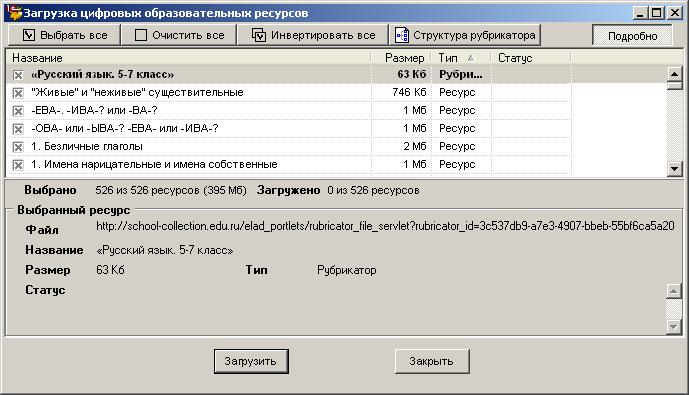 Загрузка цифровых образовательных ресурсов
Выбрать все Очистить все Инвертировать все Структура рубрикатора Подробно
Название Размер Тип Статус
«Русский язык. 5-7 класс» 63 Кб Рубри...
"Живые" и "неживые" существительные 746 Кб Ресурс
-ЕВА-. -ИВА-? или -ВА-? 1 Мб Ресурс
-ОВА- или -ЫВА-? -ЕВА- или -ИВА-? 1 Мб Ресурс
1. Безличные глаголы 2 Мб Ресурс
1. Имена нарицательные и имена собственные 1 Мб Ресурс
Выбрано 526 из 526 ресурсов (395 Мб) Загружено 0 из 526 ресурсов
Выбранный ресурс
Файл http://school-collection.edu.ru/elad_portlets/rubricator_file_servlet?rubricator_id=3c537db9-a7e3-4907-bbeb-55bf6ca5a20
Название «Русский язык. 5-7 класс»
Размер 63 Кб Тип Рубрикатор
Статус
Загрузить Закрыть